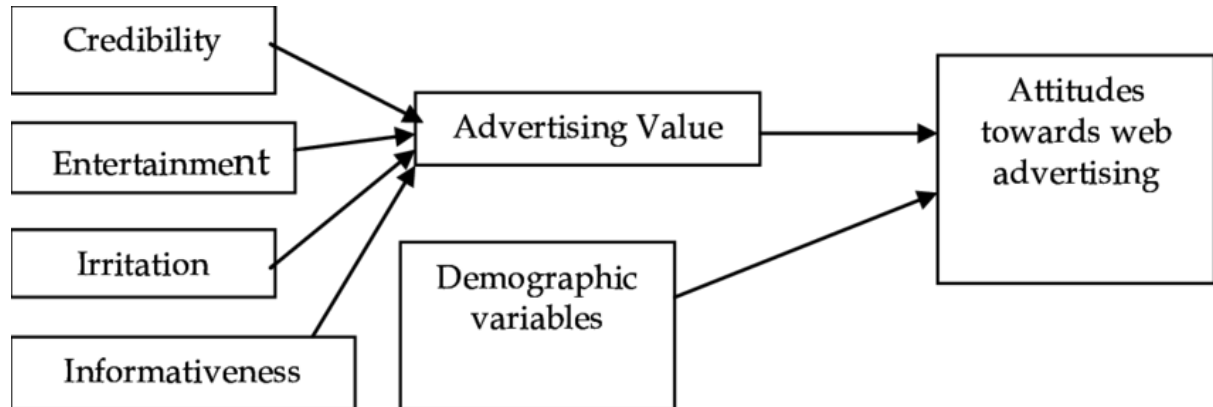 Credibility
Entertainment
Irritation
Informativeness
Advertising Value
Demographic
variables
Attitudes
towards web
advertising